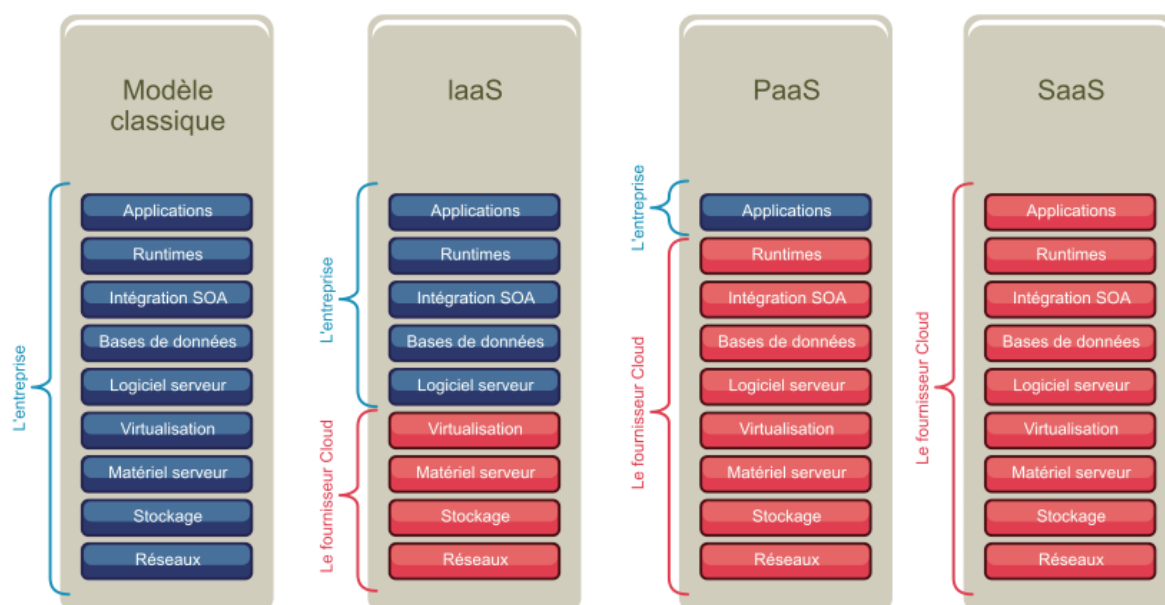 Modèle
classique
L'entreprise
Applications
Runtimes
Intégration SOA
Bases de données
Logiciel serveur
Virtualisation
Matériel serveur
Stockage
Réseaux
IaaS
L'entreprise
Applications
Runtimes
Intégration SOA
Bases de données
Logiciel serveur
Le fournisseur Cloud
Virtualisation
Matériel serveur
Stockage
Réseaux
PaaS
L'entreprise
Applications
Le fournisseur Cloud
Runtimes
Intégration SOA
Bases de données
Logiciel serveur
Virtualisation
Matériel serveur
Stockage
Réseaux
SaaS
Le fournisseur Cloud
Applications
Runtimes
Intégration SOA
Bases de données
Logiciel serveur
Virtualisation
Matériel serveur
Stockage
Réseaux